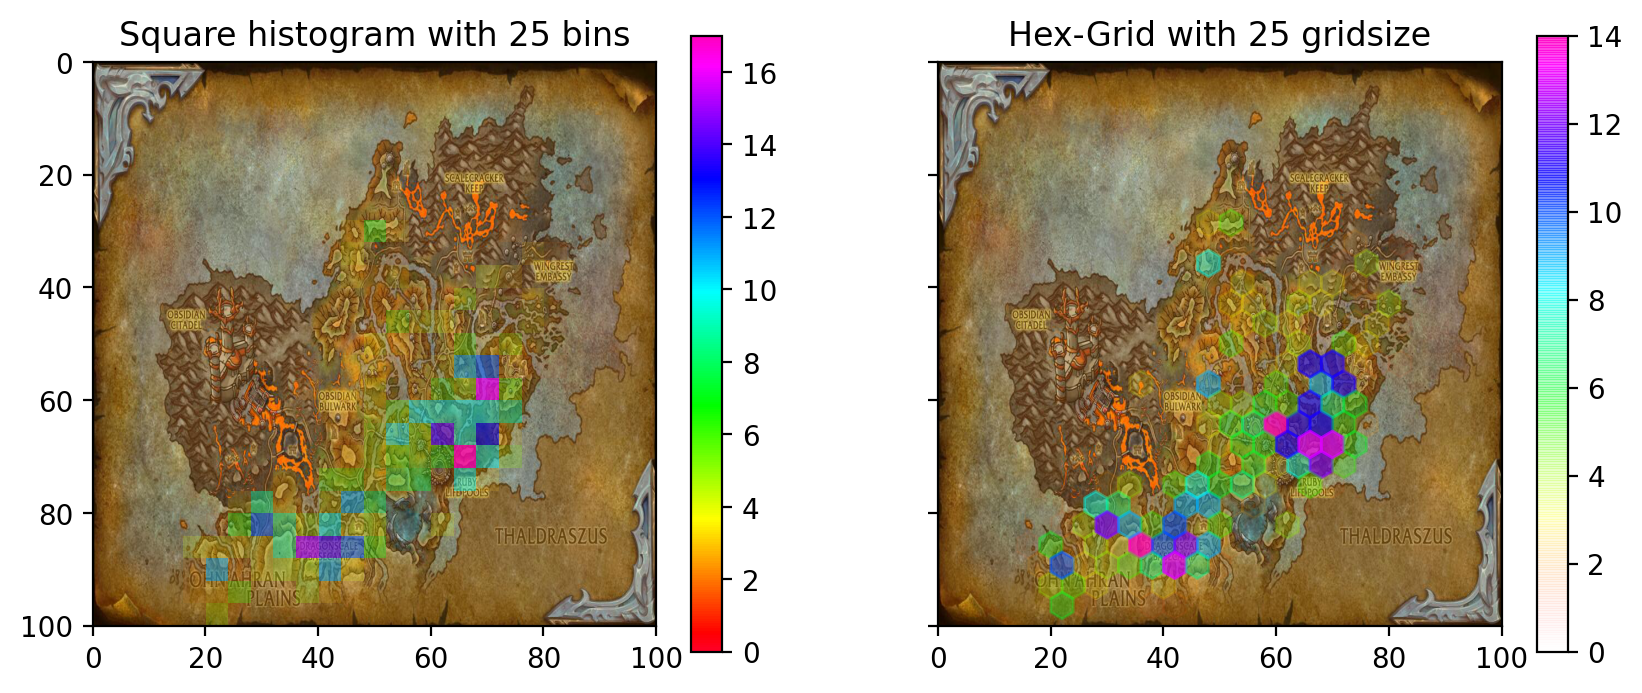 Square histogram with 25 bins
0
20
40
60
80
100
0
20
40
60
80
100
SCALECRACKER
KEEP
WINGREST
EMBASSY
OBSIDIAN
CITADEL
OBSIDIAN
BULWARK
RUBY
LIFEPOOLS
THALDRASZUS
DRAGONSCALE
OHN'AHRAN
PLAINS
16
14
12
10
8
6
4
2
0
Hex-Grid with 25 gridsize
0
20
40
60
80
100
SCALECRACKER
KEEP
WINGREST
EMBASSY
OBSIDIAN
CITADEL
OBSIDIAN
BULWARK
RUBY
LIFEPOOLS
THALDRASZUS
OHN'AHRAN
PLAINS
14
12
10
8
6
4
2
0